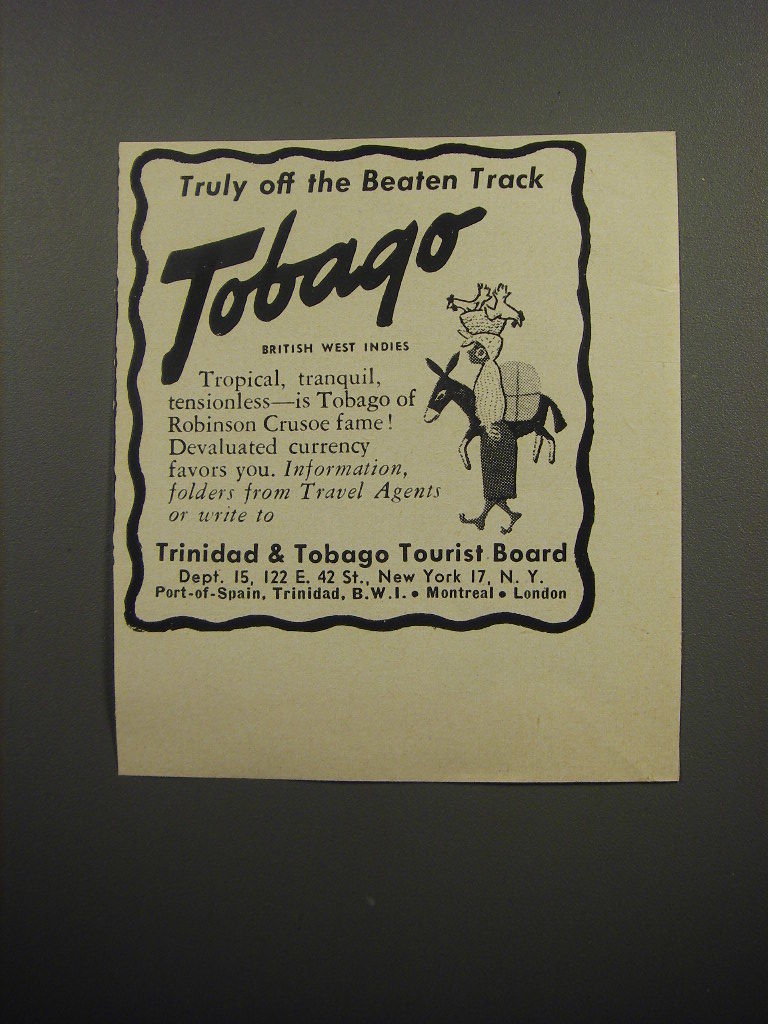 Truly off the Beaten Track
Tobago
BRITISH WEST INDIES
Tropical, tranquil,
tensionless—is Tobago of
Robinson Crusoe fame!
Devaluated currency
favors you. Information,
folders from Travel Agents
or write to
Trinidad & Tobago Tourist Board
Dept. 15, 122 E. 42 St., New York 17, N. Y.
Port-of-Spain, Trinidad, B.W.I. • Montreal • London